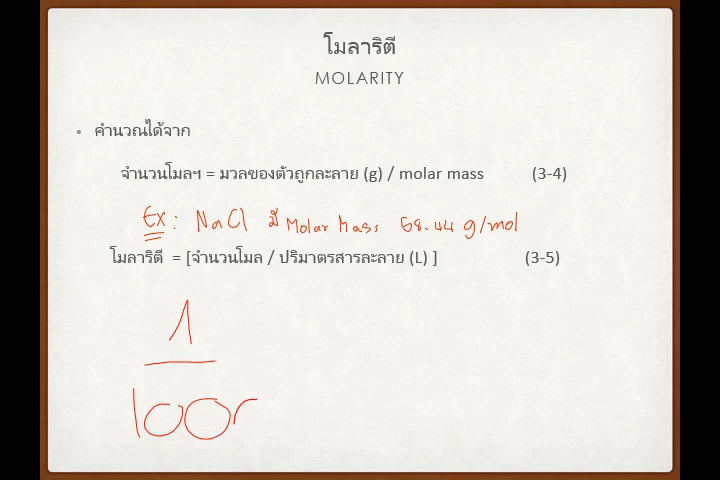 โมลาริตี
MOLARITY
• คำนวณได้จาก
จำนวนโมลฯ = มวลของตัวถูกละลาย (g) / molar mass (3-4)
Ex : NaCl มี Molar Mass 58.44 g/mol
โมลาริตี = [จำนวนโมล / ปริมาตรสารละลาย (L) ] (3-5)
1
100